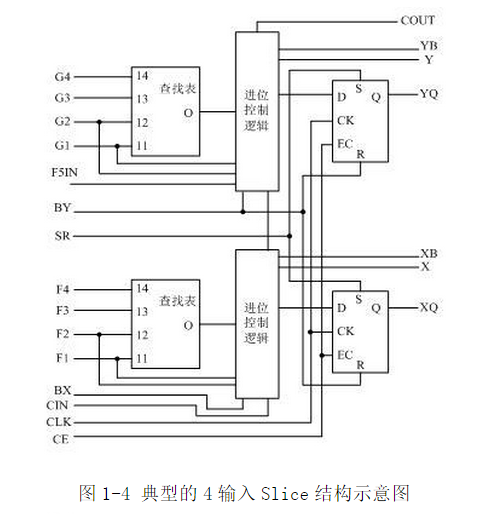 COUT
YB
Y
G4 14 查找表
G3 13
G2 12 O
G1 11
进位
控制
逻辑
D S Q YQ
CK
EC
R
F5IN
BY
SR
XB
X
F4 14 查找表
F3 13
F2 12 O
F1 11
进位
控制
逻辑
D S Q XQ
CK
EC
R
BX
CIN
CLK
CE
图 1-4 典型的 4 输入 Slice 结构示意图